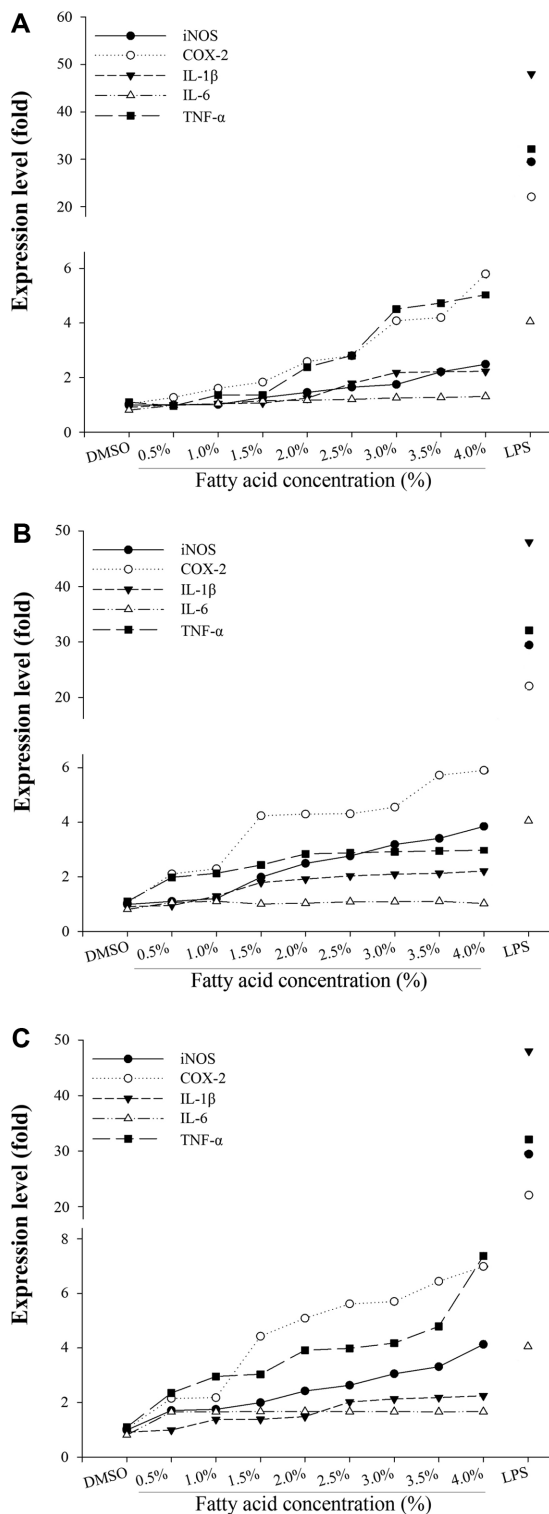 A
60
50
40
30
20
6
4
2
0
Expression level (fold)
iNOS
COX-2
IL-1β
IL-6
TNF-α
DMSO 0.5% 1.0% 1.5% 2.0% 2.5% 3.0% 3.5% 4.0% LPS
Fatty acid concentration (%)
B
50
40
30
20
6
4
2
0
Expression level (fold)
iNOS
COX-2
IL-1β
IL-6
TNF-α
DMSO 0.5% 1.0% 1.5% 2.0% 2.5% 3.0% 3.5% 4.0% LPS
Fatty acid concentration (%)
C
50
40
30
20
8
6
4
2
0
Expression level (fold)
iNOS
COX-2
IL-1β
IL-6
TNF-α
DMSO 0.5% 1.0% 1.5% 2.0% 2.5% 3.0% 3.5% 4.0% LPS
Fatty acid concentration (%)